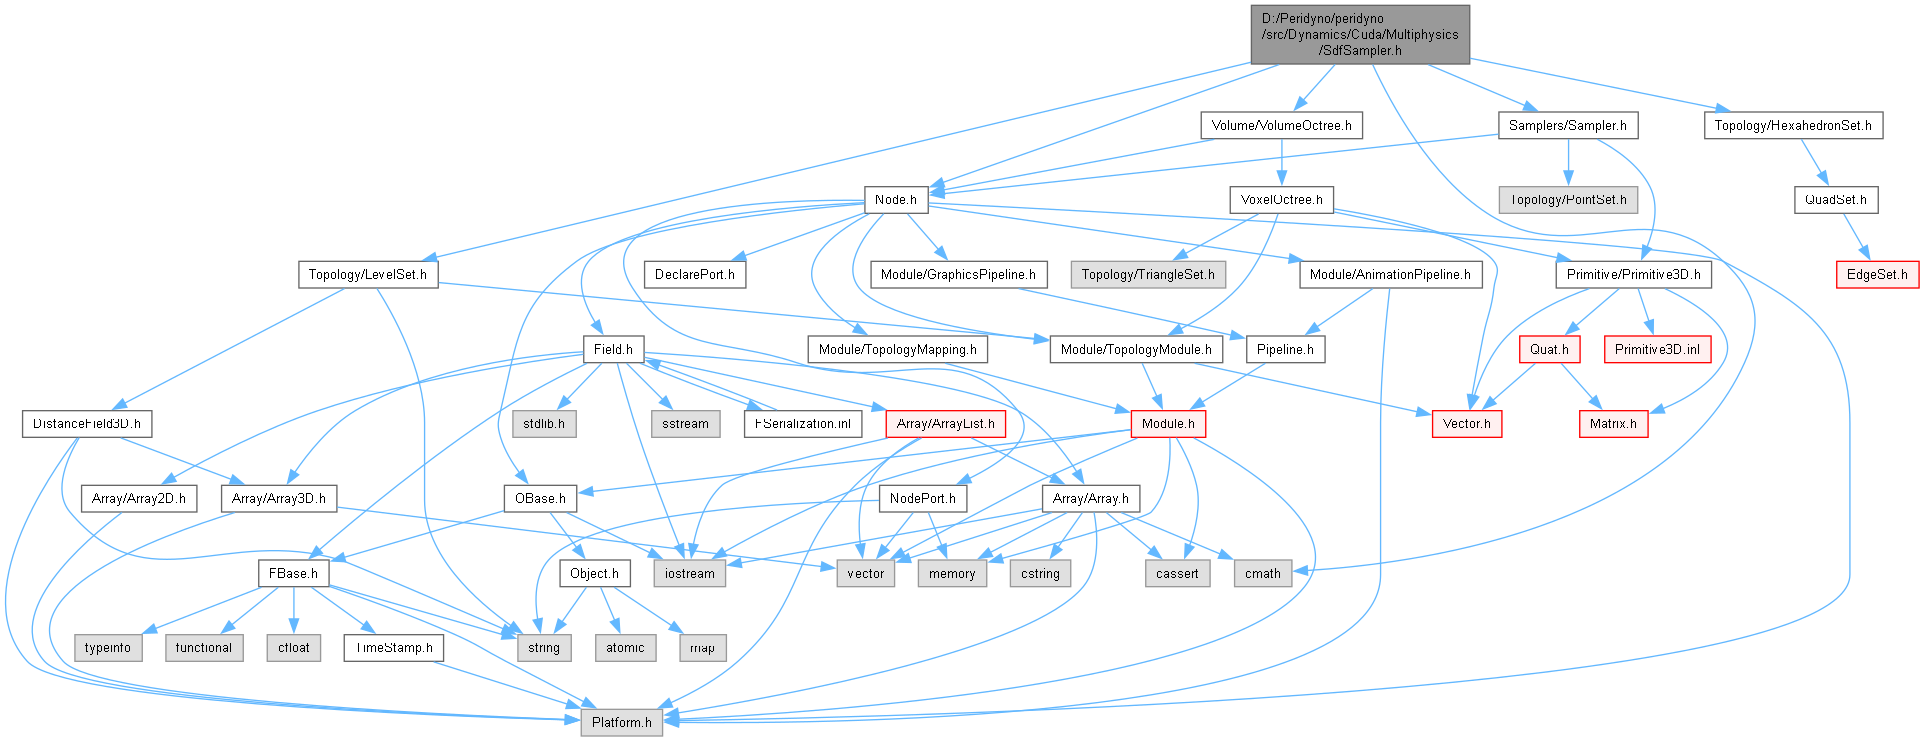 D:/Peridyno/peridyno
/src/Dynamics/Cuda/Multiphysics
/SdfSampler.h
Volume/VolumeOctree.h
Samplers/Sampler.h
Topology/HexahedronSet.h
Node.h
VoxelOctree.h
Topology/PointSet.h
QuadSet.h
Topology/LevelSet.h
DeclarePort.h
Module/GraphicsPipeline.h
Topology/TriangleSet.h
Module/AnimationPipeline.h
Primitive/Primitive3D.h
EdgeSet.h
Field.h
Module/TopologyMapping.h
Module/TopologyModule.h
Pipeline.h
Quat.h
Primitive3D.inl
DistanceField3D.h
stdlib.h
sstream
FSerialization.inl
Array/ArrayList.h
Module.h
Vector.h
Matrix.h
Array/Array2D.h
Array/Array3D.h
OBase.h
NodePort.h
Array/Array.h
FBase.h
Object.h
iostream
vector
memory
cstring
cassert
cmath
typeinfo
functional
cfloat
TimeStamp.h
string
atomic
map
Platform.h